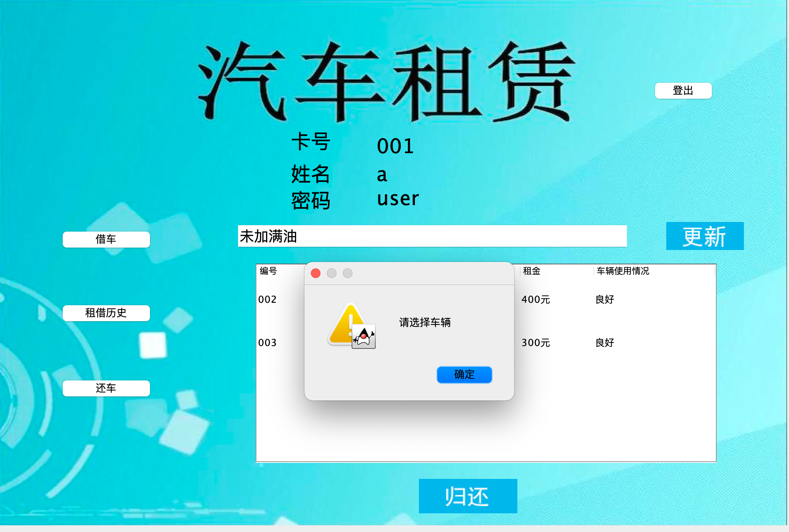 汽车租赁
登出
卡号 001
姓名 a
密码 user
借车
未加满油
更新
编号 租金 车辆使用情况
002 400元 良好
请选择车辆
租借历史
003 300元 良好
确定
还车
归还